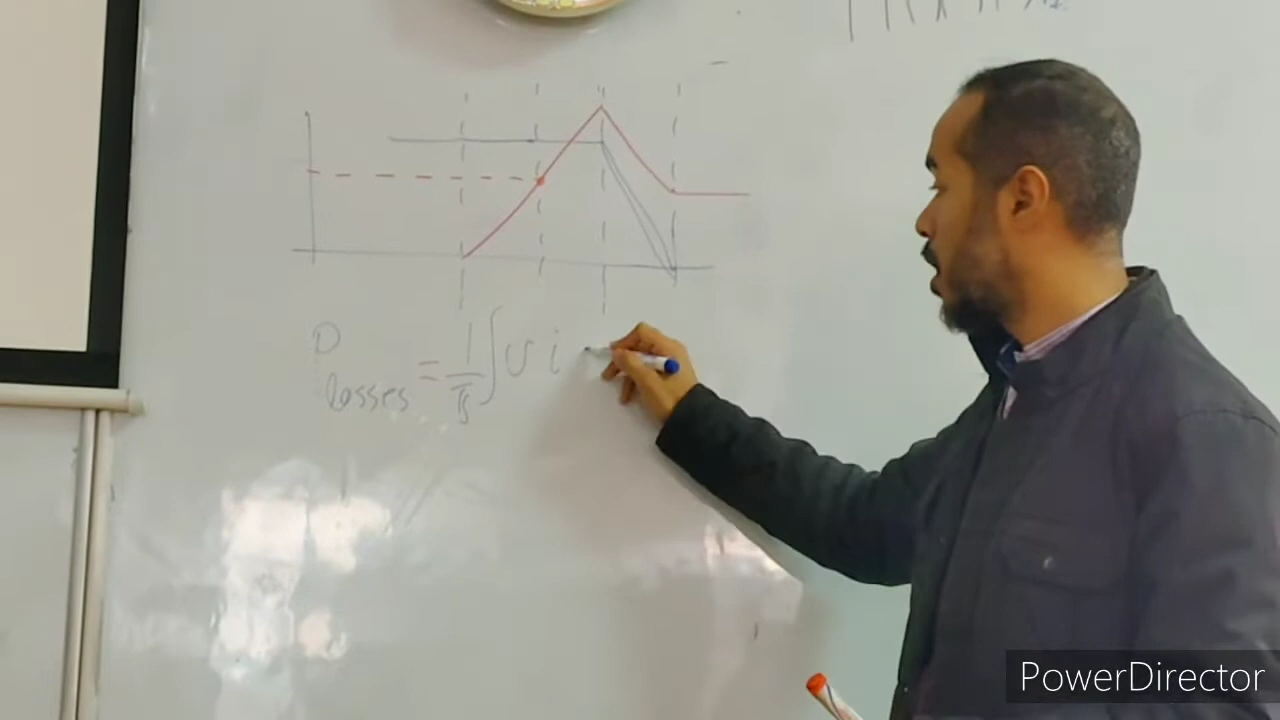 P losses = 1/Ts ∫ v i
PowerDirector